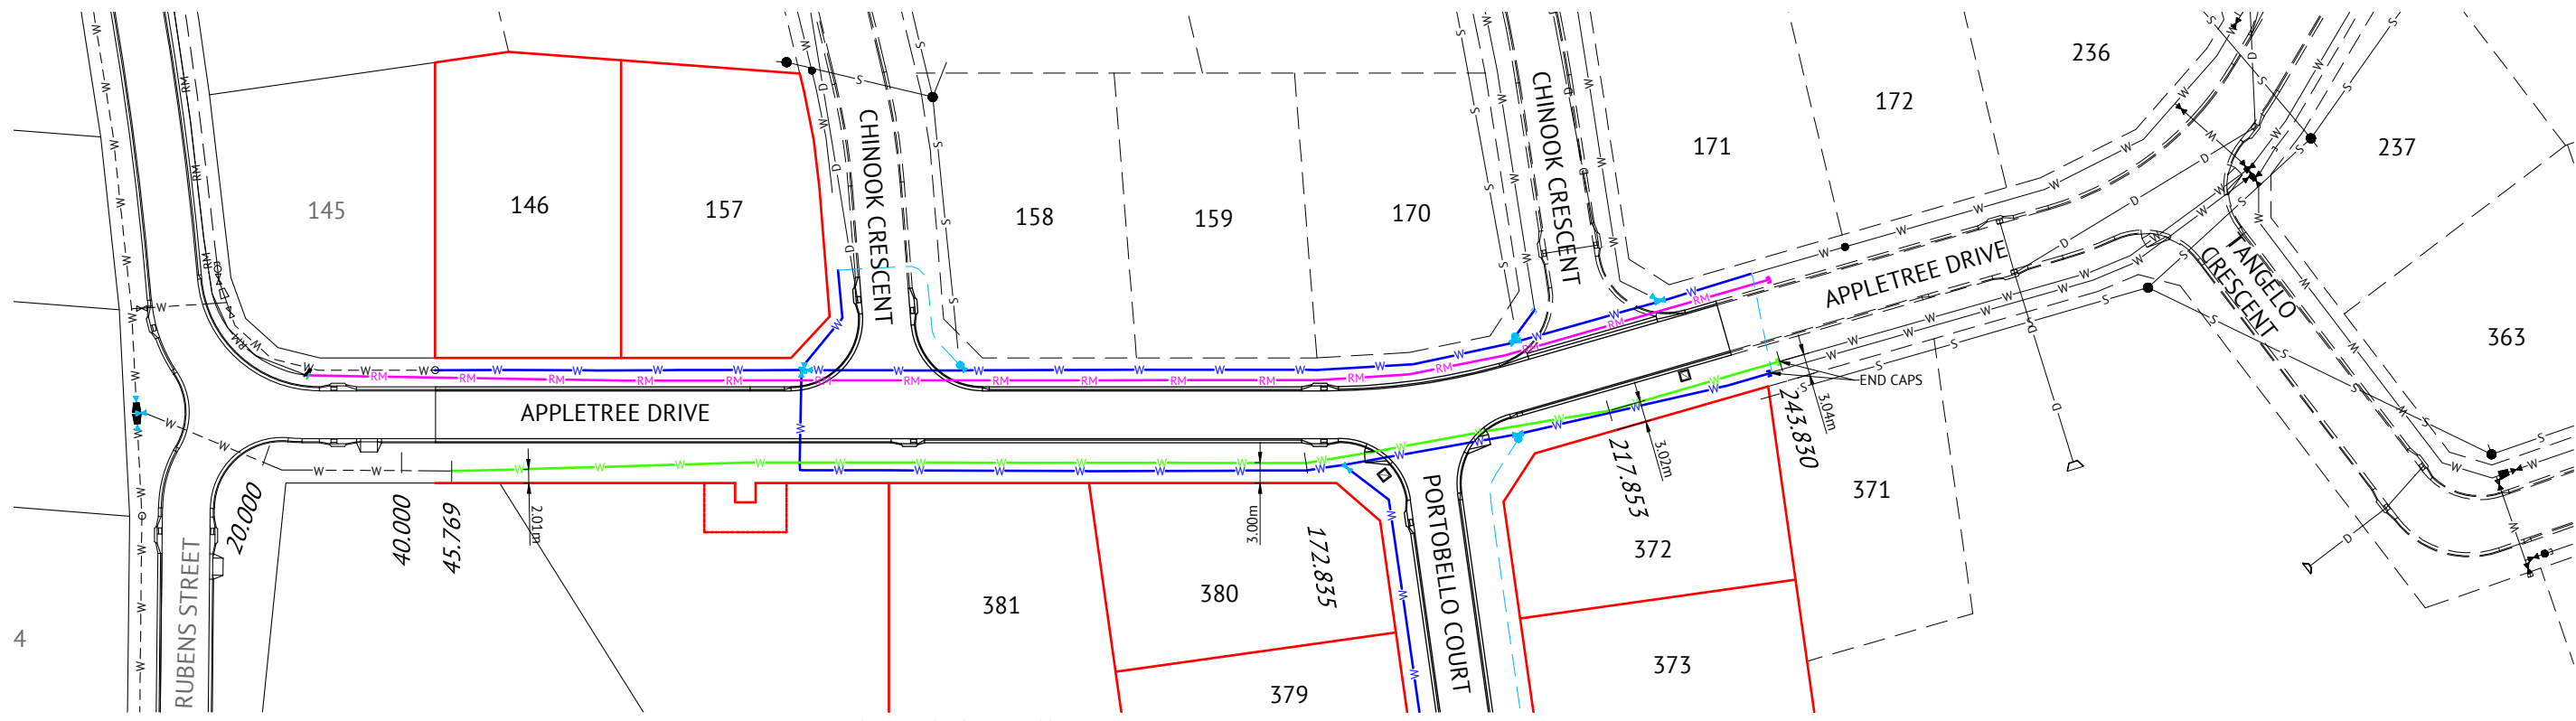 236
172
237
171
146
157
145
158
159
170
CHINOOK CRESCENT
CHINOOK CRESCENT
APPLETREE DRIVE
TANGELO
CRESCENT
363
END CAPS
APPLETREE DRIVE
243.830
3.04m
217.853
3.02m
371
20.000
40.000
45.769
2.01m
3.00m
172.835
PORTOBELLO COURT
372
RUBENS STREET
381
380
4
373
379